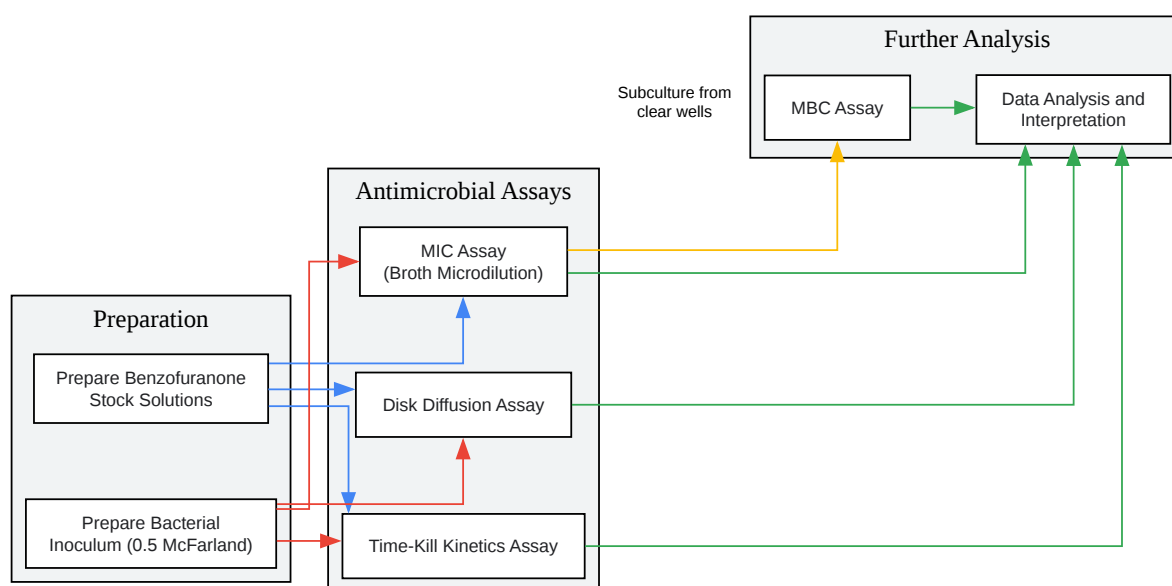 Further Analysis
Subculture from
clear wells
MBC Assay
Data Analysis and
Interpretation
Antimicrobial Assays
MIC Assay
(Broth Microdilution)
Preparation
Prepare Benzofuranone
Stock Solutions
Disk Diffusion Assay
Prepare Bacterial
Inoculum (0.5 McFarland)
Time-Kill Kinetics Assay